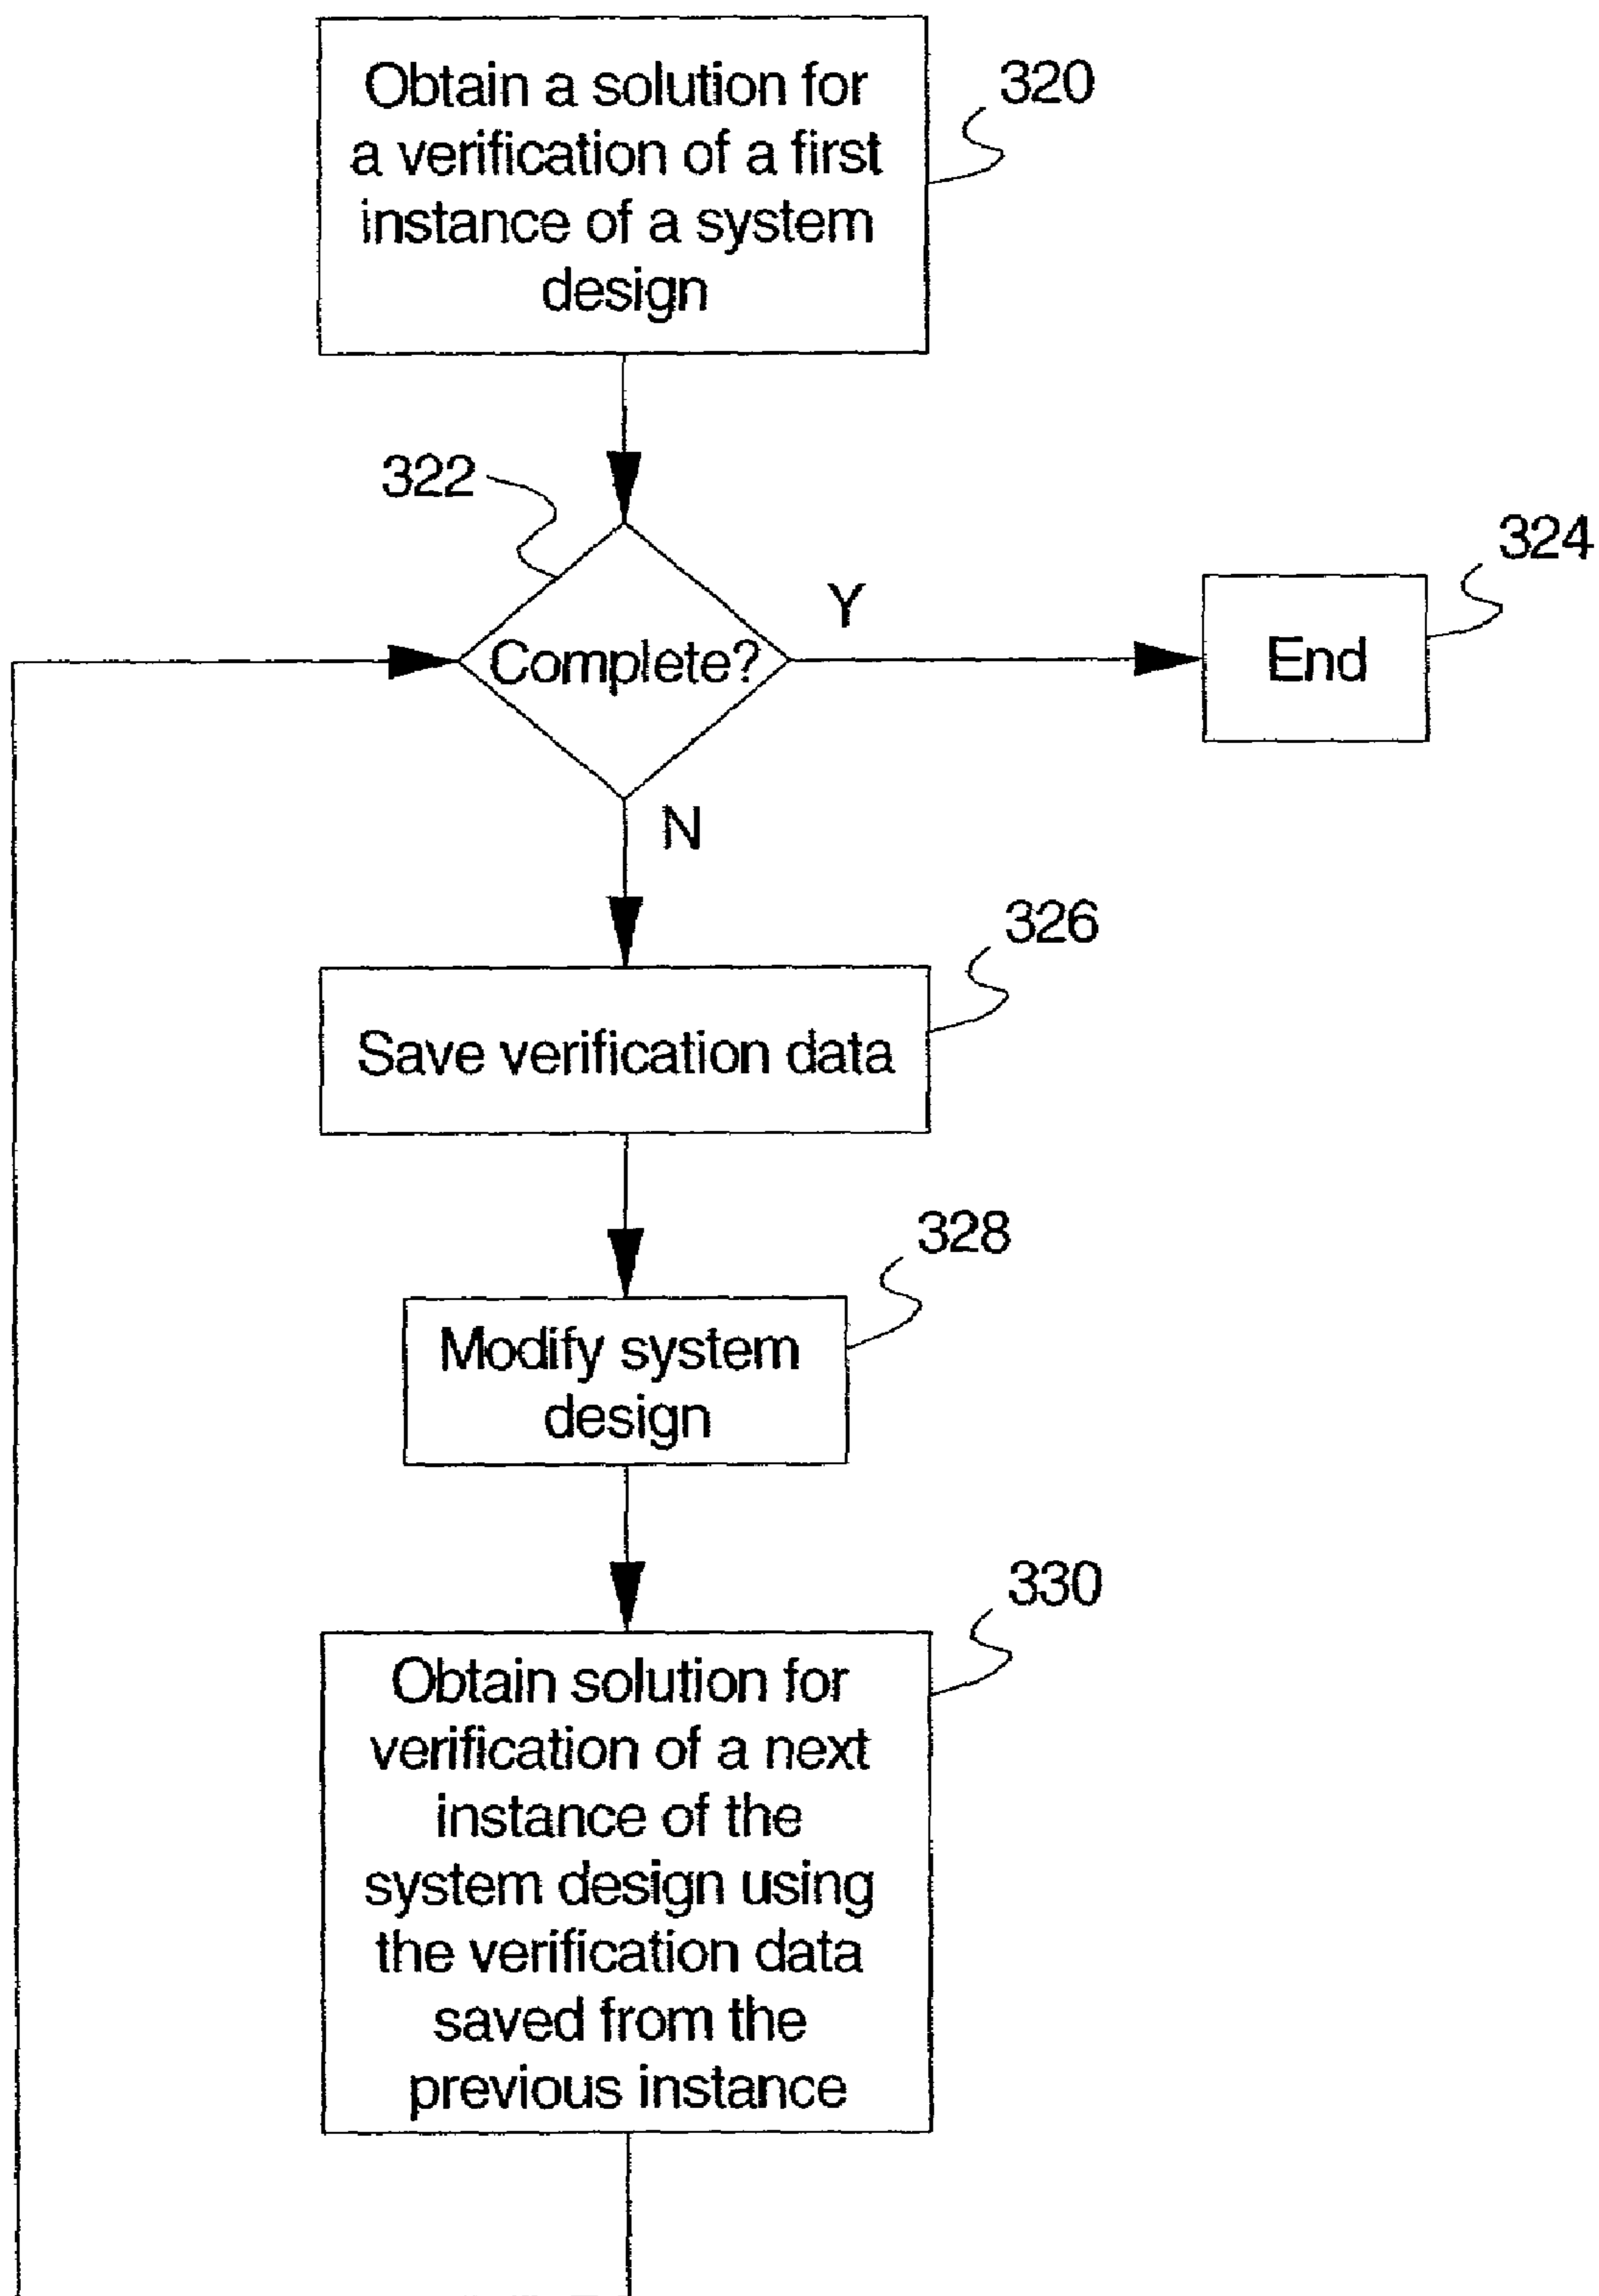 Obtain a solution for
a verification of a first
instance of a system
design
320
322
Complete?
Y
324
End
N
326
Save verification data
328
Modify system
design
330
Obtain solution for
verification of a next
instance of the
system design using
the verification data
saved from the
previous instance